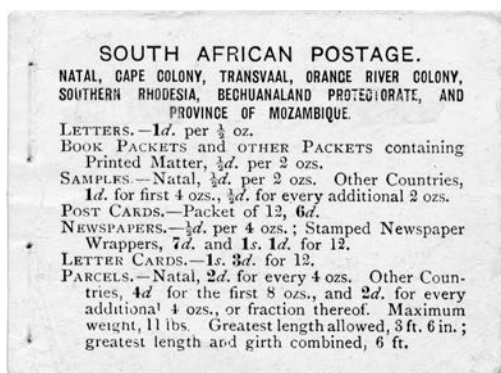 SOUTH AFRICAN POSTAGE.
NATAL, CAPE COLONY, TRANSVAAL, ORANGE RIVER COLONY,
SOUTHERN RHODESIA, BECHUANALAND PROTECTORATE, AND
PROVINCE OF MOZAMBIQUE.
LETTERS.—1d. per ½ oz.
BOOK PACKETS and OTHER PACKETS containing
Printed Matter, ½d. per 2 ozs.
SAMPLES.—Natal, ½d. per 2 ozs. Other Countries,
1d. for first 4 ozs., ½d. for every additional 2 ozs.
POST CARDS.—Packet of 12, 6d.
NEWSPAPERS.—½d. per 4 ozs.; Stamped Newspaper
Wrappers, 7d. and 1s. 1d. for 12.
LETTER CARDS.—1s. 3d. for 12.
PARCELS.—Natal, 2d. for every 4 ozs. Other Coun-
tries, 4d for the first 8 ozs., and 2d. for every
additional 4 ozs., or fraction thereof. Maximum
weight, 11 lbs. Greatest length allowed, 3 ft. 6 in.;
greatest length and girth combined, 6 ft.